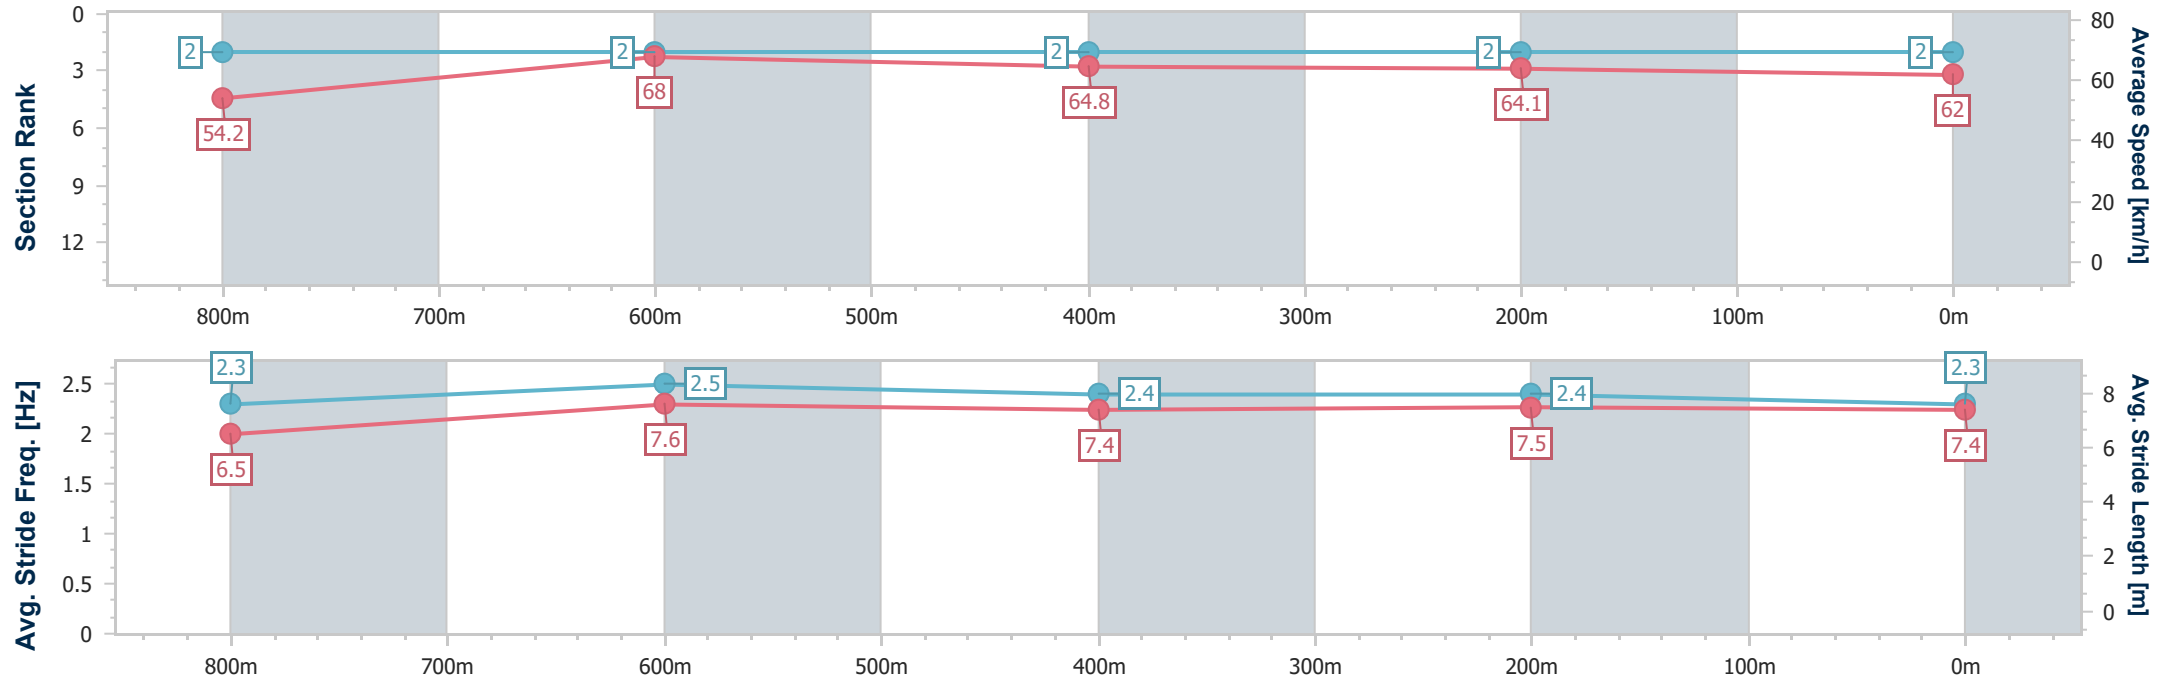 Section Rank
0
3
6
9
12
2
2
2
2
2
54.2
68
64.8
64.1
62
80
60
40
20
0
Average Speed [km/h]
800m
700m
600m
500m
400m
300m
200m
100m
0m
Avg. Stride Freq. [Hz]
2.5
2
1.5
1
0.5
0
2.3
2.5
2.4
2.4
2.3
6.5
7.6
7.4
7.5
7.4
8
6
4
2
0
Avg. Stride Length [m]
800m
700m
600m
500m
400m
300m
200m
100m
0m